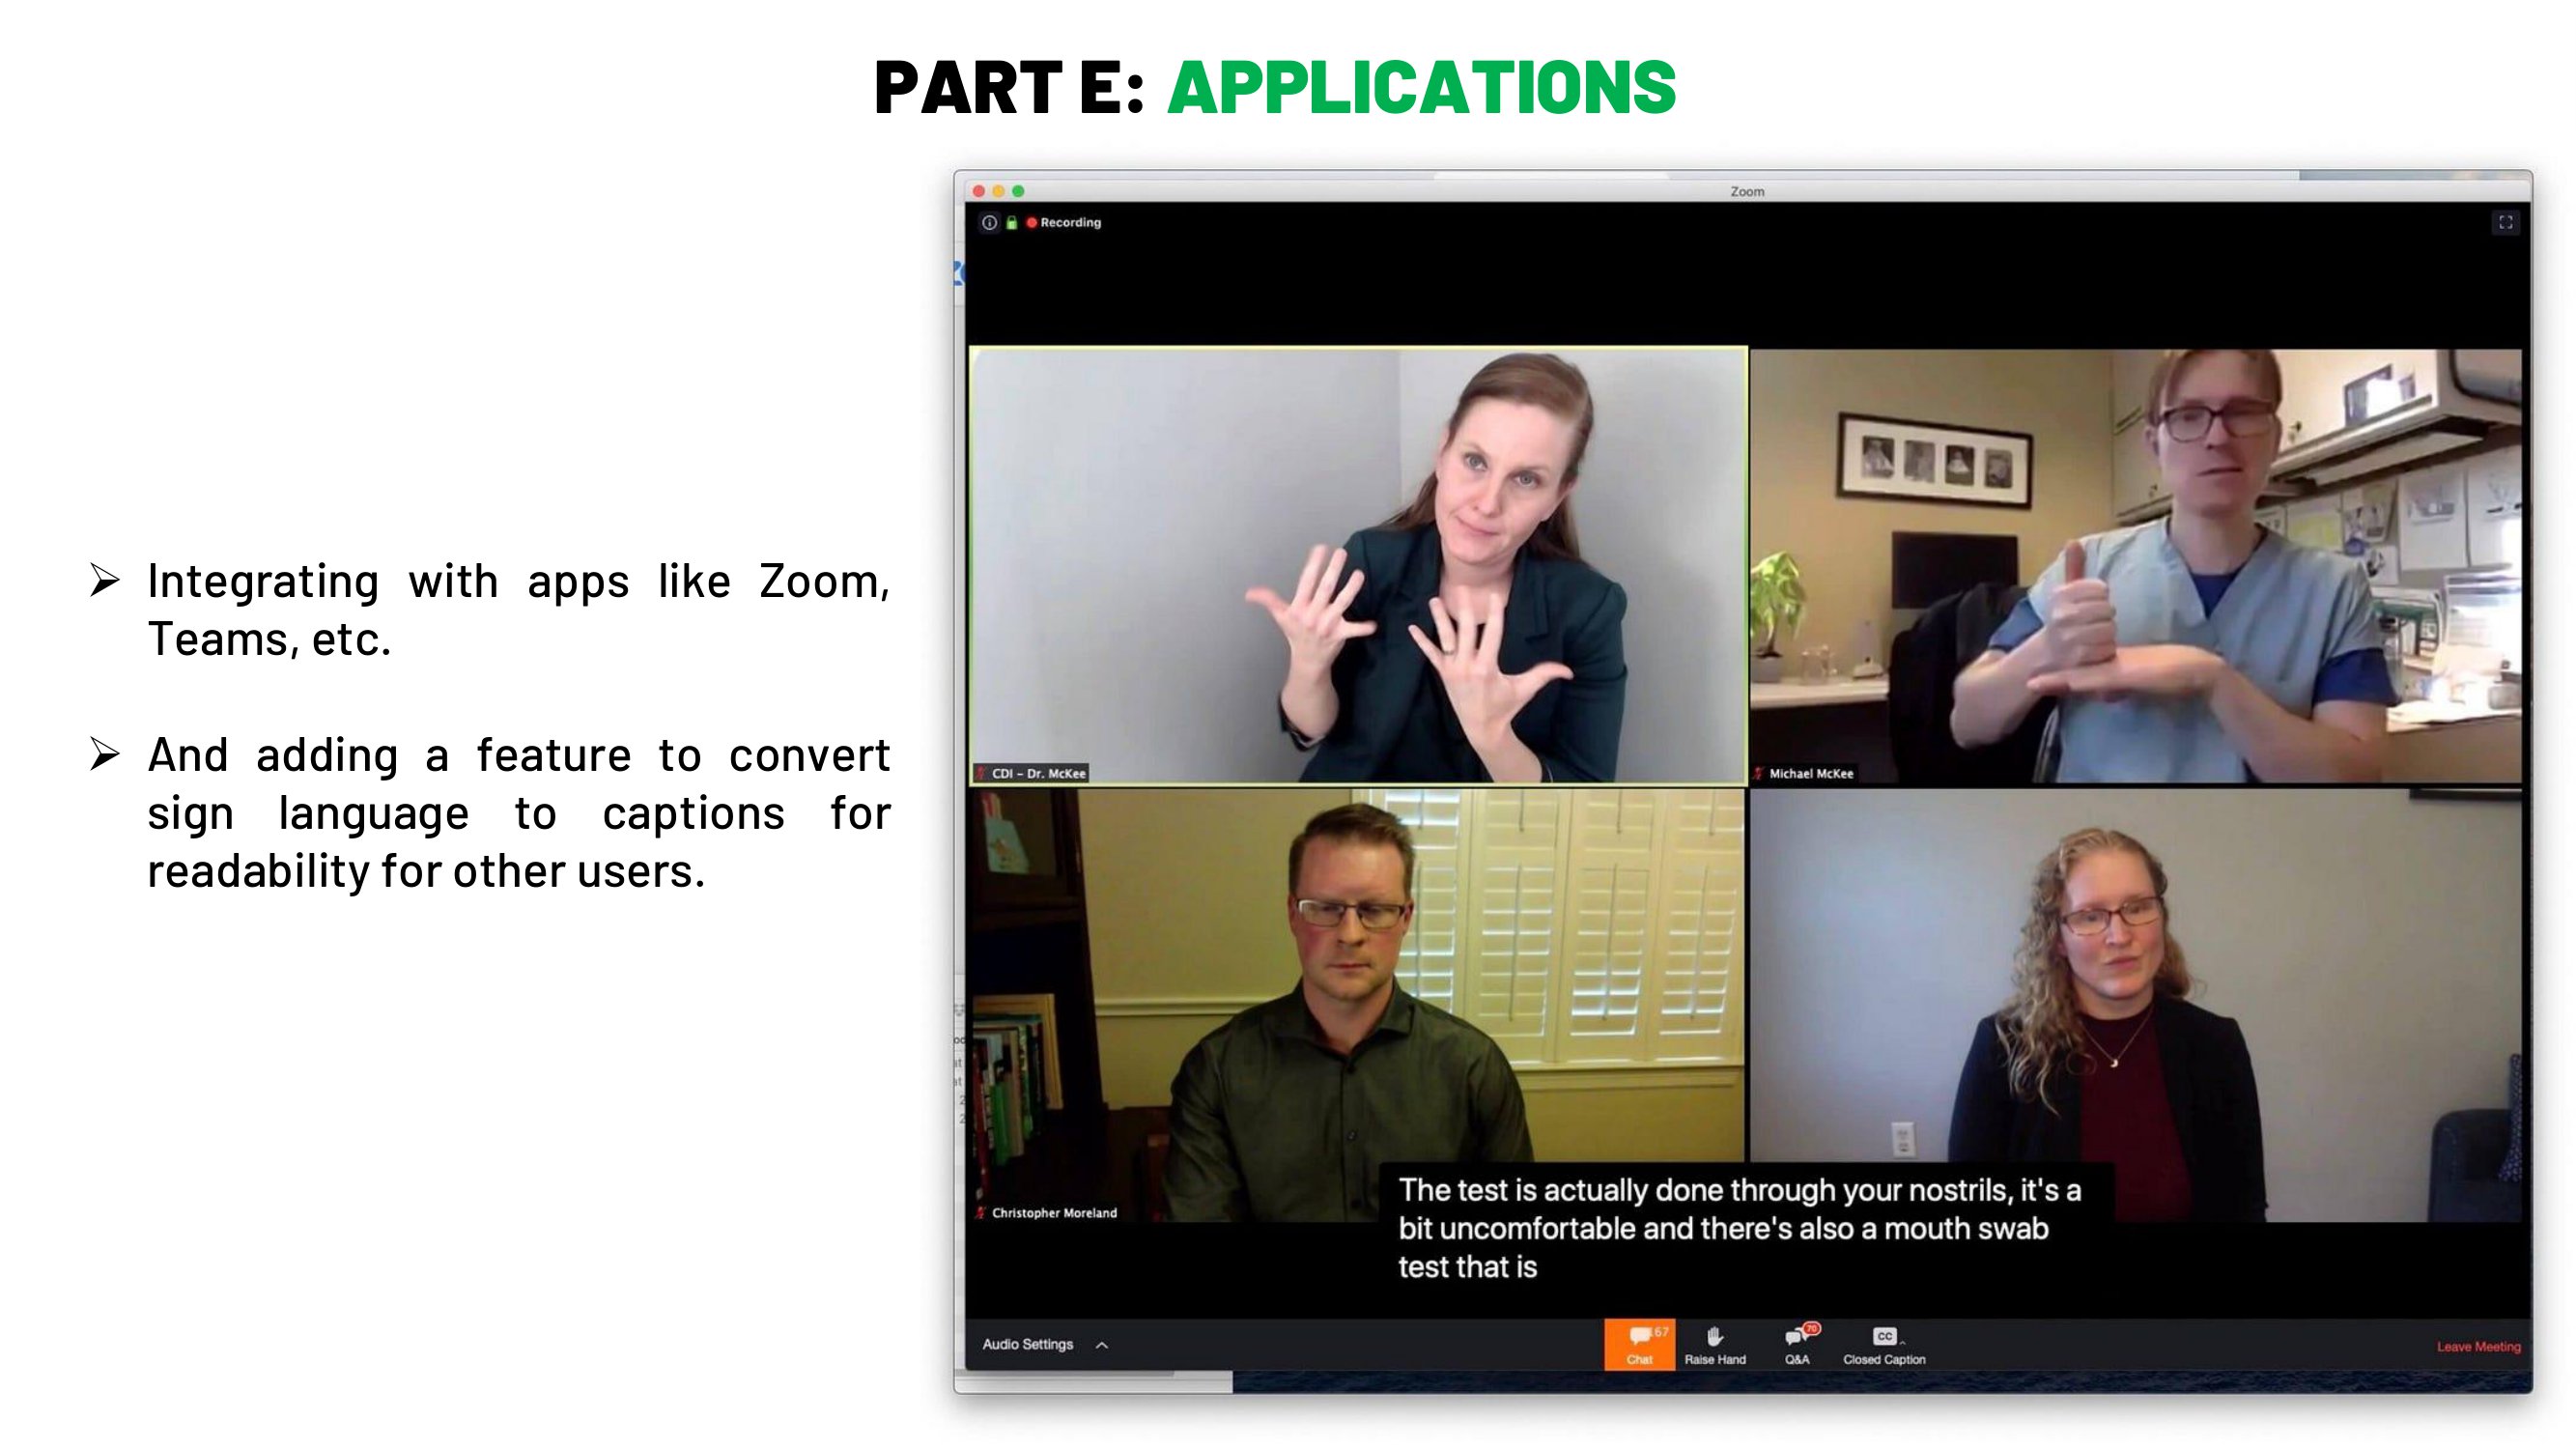 PART E: APPLICATIONS
➢ Integrating with apps like Zoom,
Teams, etc.
➢ And adding a feature to convert
sign language to captions for
readability for other users.
Zoom
Recording
CDI – Dr. McKee
Michael McKee
Christopher Moreland
The test is actually done through your nostrils, it's a
bit uncomfortable and there's also a mouth swab
test that is
Audio Settings
167
Chat
Raise Hand
70
Q&A
CC
Closed Caption
Leave Meeting